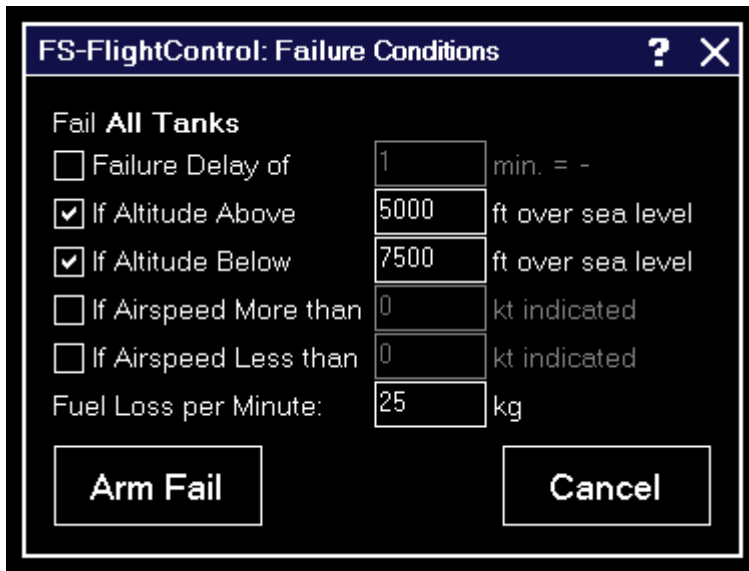 FS-FlightControl: Failure Conditions ? X
Fail All Tanks
Failure Delay of 1 min. = -
If Altitude Above 5000 ft over sea level
If Altitude Below 7500 ft over sea level
If Airspeed More than 0 kt indicated
If Airspeed Less than 0 kt indicated
Fuel Loss per Minute: 25 kg
Arm Fail Cancel